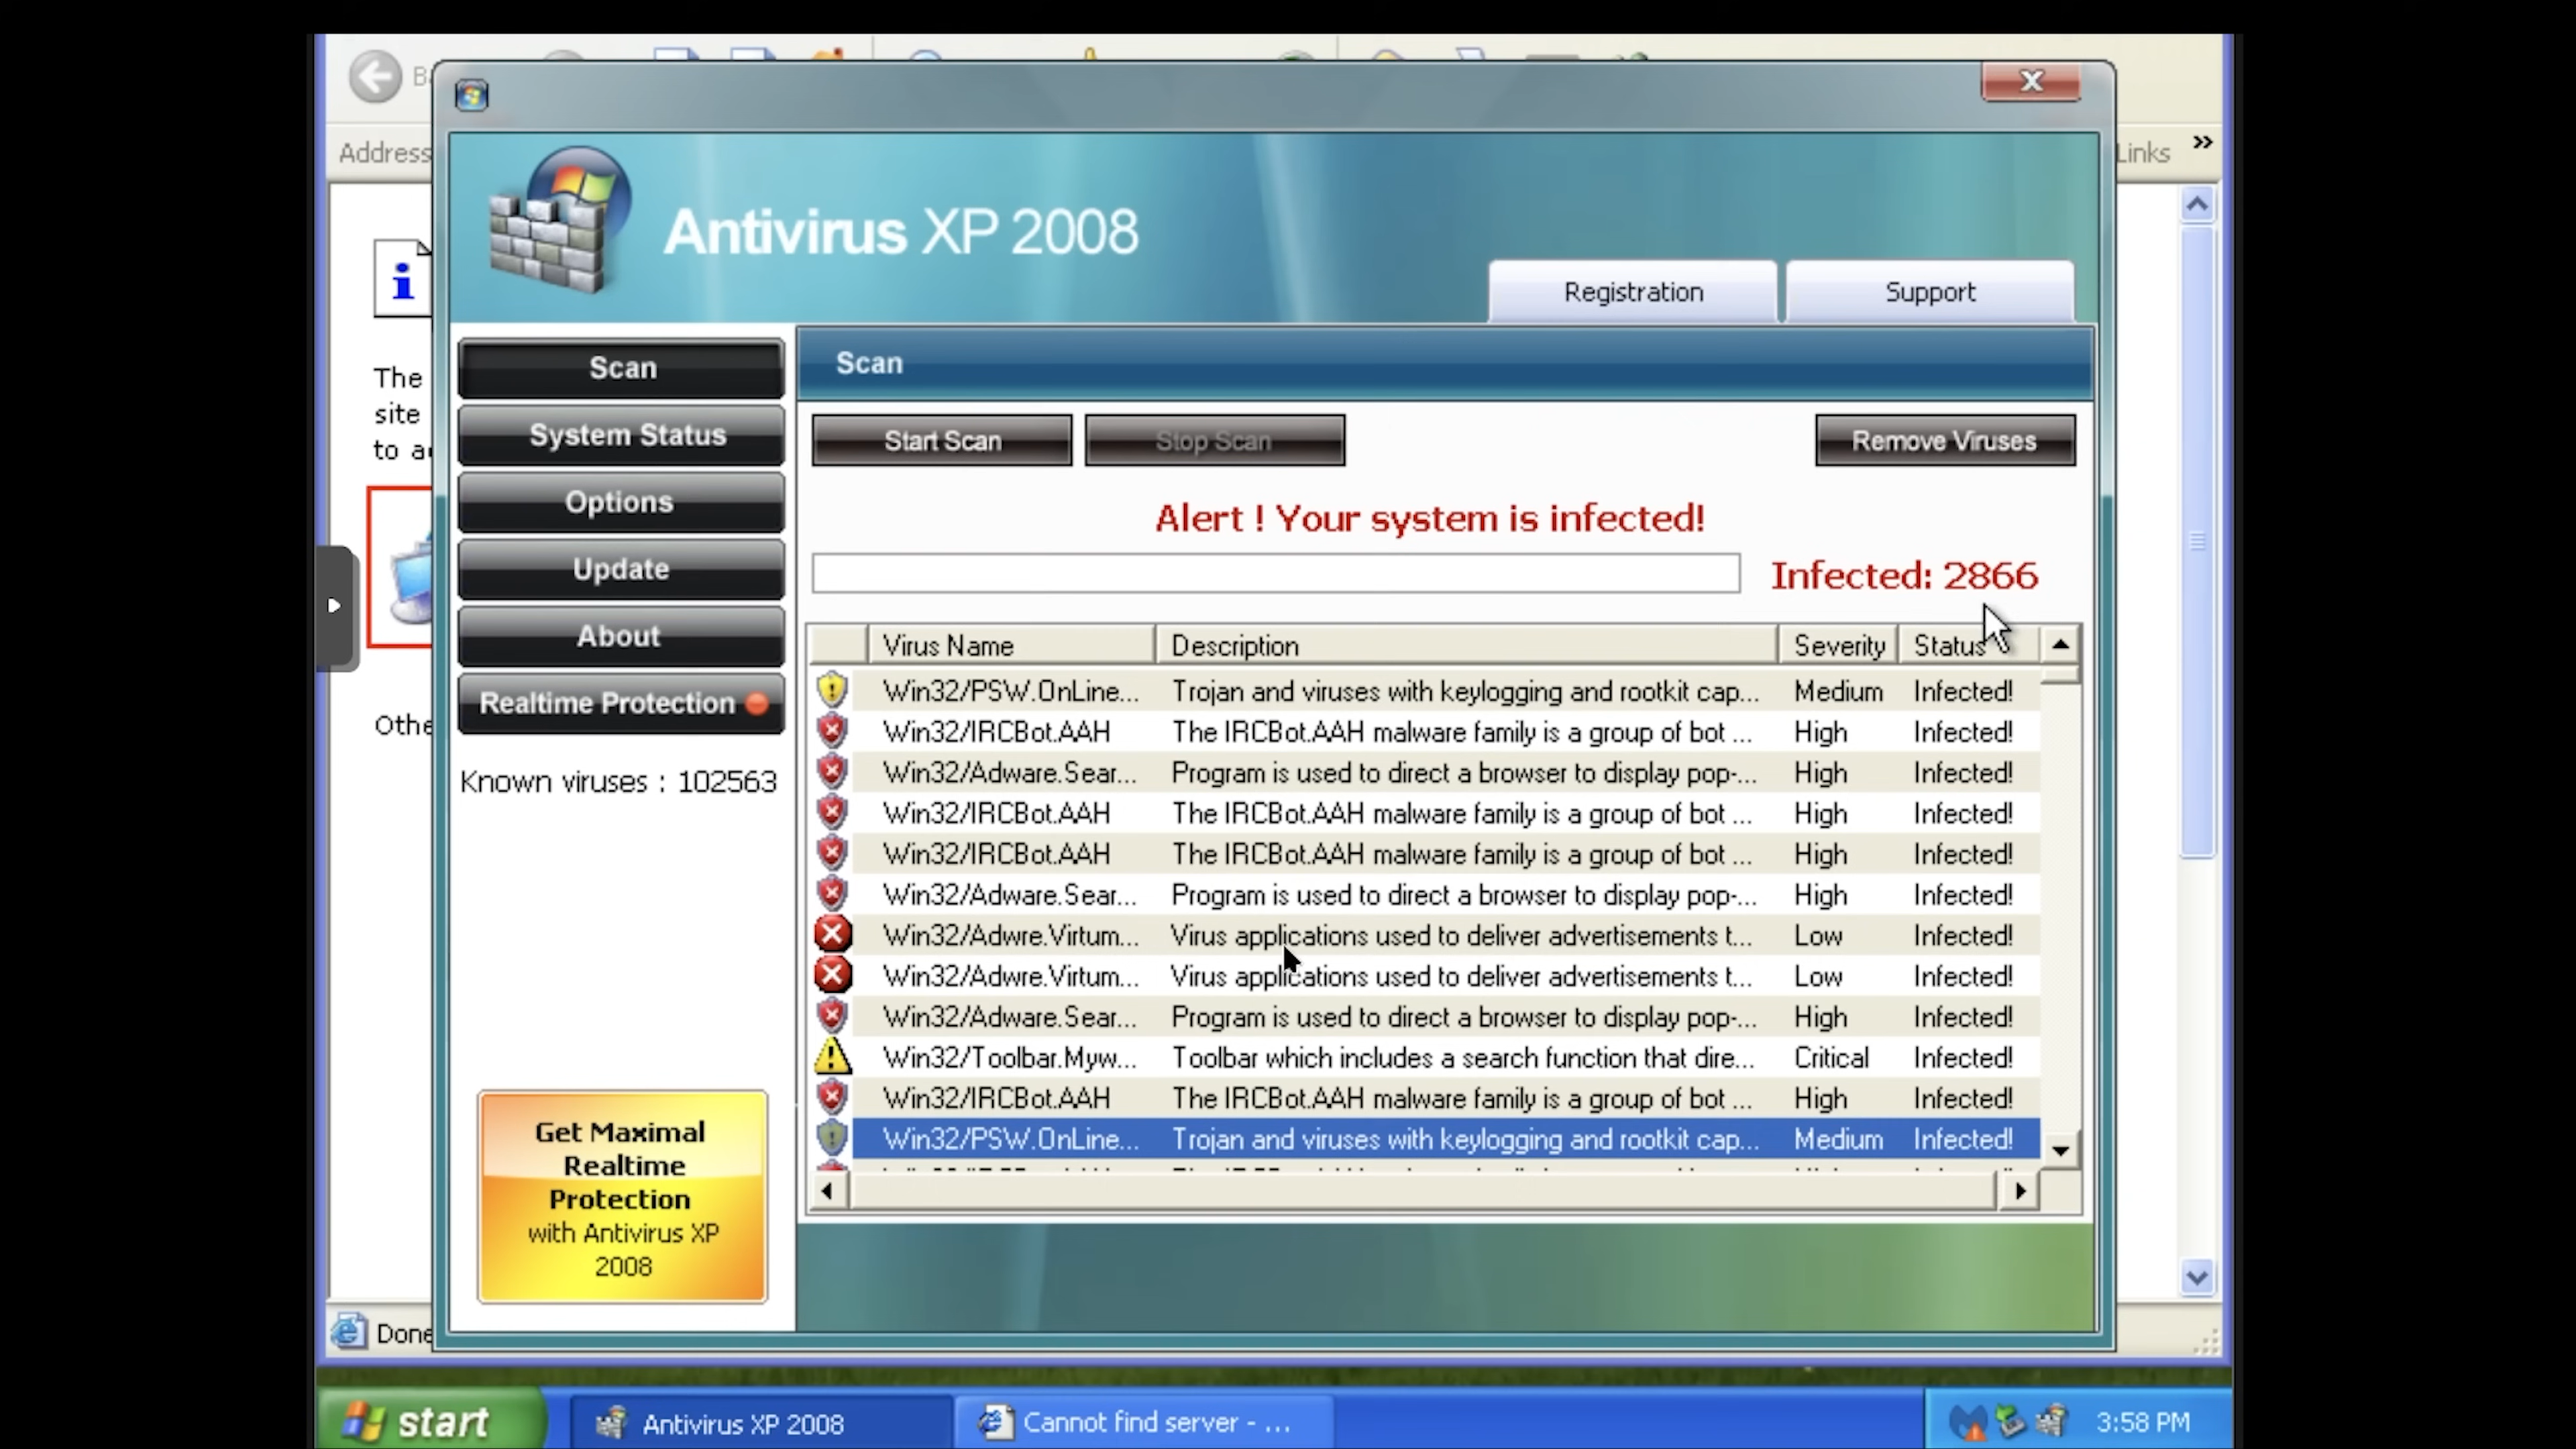 Address
Links
Antivirus XP 2008
Registration
Support
The
site
to
Scan
System Status
Options
Update
About
Realtime Protection
Known viruses : 102563
Get Maximal
Realtime
Protection
with Antivirus XP
2008
Scan
Start Scan
Stop Scan
Remove Viruses
Alert ! Your system is infected!
Infected: 2866
Virus Name Description Severity Status
Win32/PSW.OnLine... Trojan and viruses with keylogging and rootkit cap... Medium Infected!
Win32/IRCBot.AAH The IRCBot.AAH malware family is a group of bot ... High Infected!
Win32/Adware.Sear... Program is used to direct a browser to display pop-... High Infected!
Win32/IRCBot.AAH The IRCBot.AAH malware family is a group of bot ... High Infected!
Win32/IRCBot.AAH The IRCBot.AAH malware family is a group of bot ... High Infected!
Win32/Adware.Sear... Program is used to direct a browser to display pop-... High Infected!
Win32/Adwre.Virtum... Virus applications used to deliver advertisements t... Low Infected!
Win32/Adwre.Virtum... Virus applications used to deliver advertisements t... Low Infected!
Win32/Adware.Sear... Program is used to direct a browser to display pop-... High Infected!
Win32/Toolbar.Myw... Toolbar which includes a search function that dire... Critical Infected!
Win32/IRCBot.AAH The IRCBot.AAH malware family is a group of bot ... High Infected!
Win32/PSW.OnLine... Trojan and viruses with keylogging and rootkit cap... Medium Infected!
Done
start
Antivirus XP 2008
Cannot find server - ...
3:58 PM